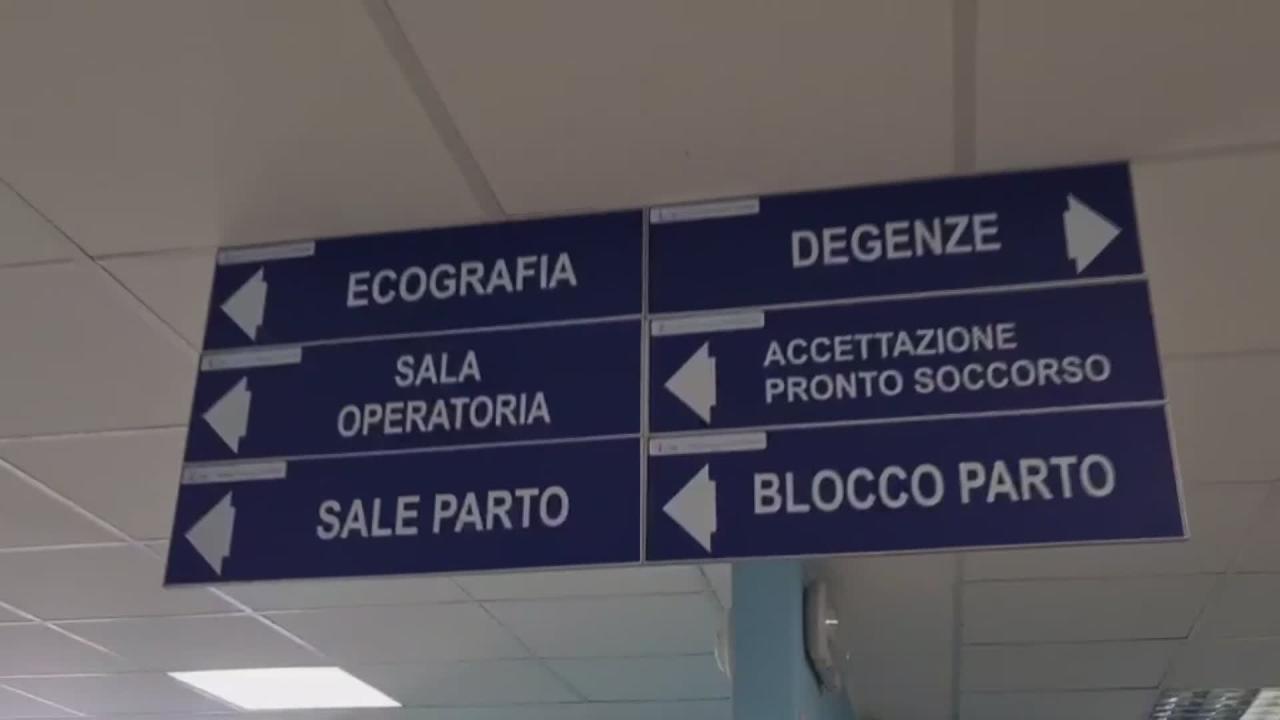 ECOGRAFIA
SALA
OPERATORIA
SALE PARTO
DEGENZE
ACCETTAZIONE
PRONTO SOCCORSO
BLOCCO PARTO